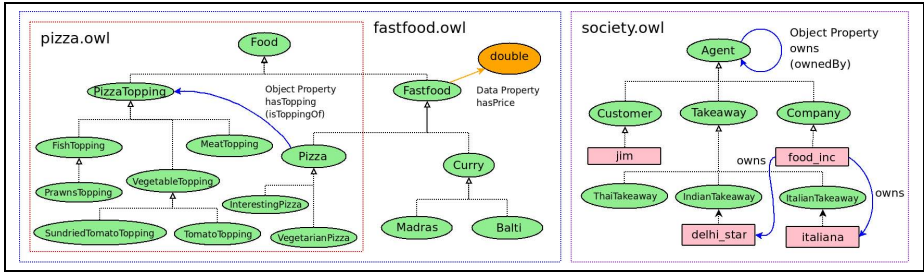 pizza.owl
fastfood.owl
society.owl
Food
double
Agent
Object Property
owns
(ownedBy)
PizzaTopping
Object Property
hasTopping
(isToppingOf)
Fastfood
Data Property
hasPrice
Customer
Takeaway
Company
FishTopping
MeatTopping
Pizza
jim
owns
food_inc
PrawnsTopping
VegetableTopping
Curry
owns
InterestingPizza
ThaiTakeaway
IndianTakeaway
ItalianTakeaway
SundriedTomatoTopping
TomatoTopping
VegetarianPizza
Madras
Balti
delhi_star
italiana